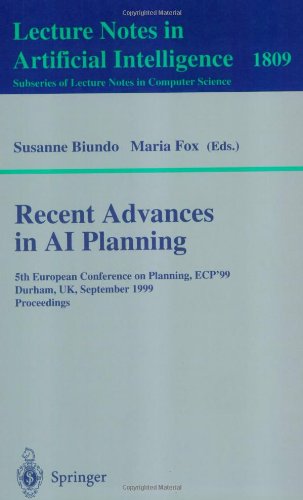 Lecture Notes in
Artificial Intelligence 1809
Subseries of Lecture Notes in Computer Science
Susanne Biundo Maria Fox (Eds.)
Recent Advances
in AI Planning
5th European Conference on Planning, ECP'99
Durham, UK, September 1999
Proceedings
Springer